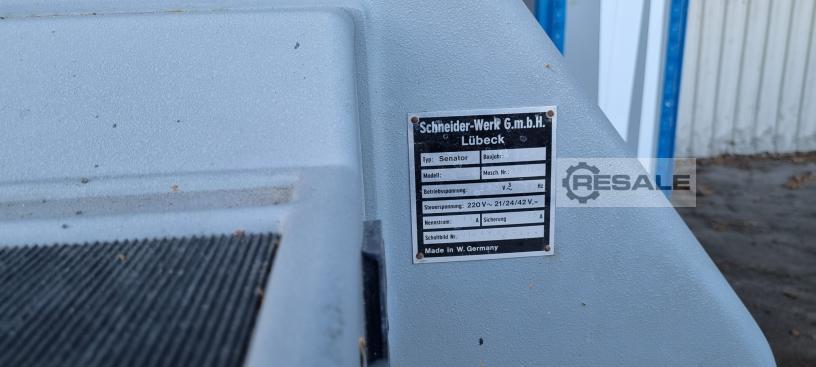 Schneider-Werk G.m.b.H.
Lübeck
Typ: Senator Baujahr:
Modell: Masch. Nr.:
Betriebsspannung: V 3~ Hz
Steuerspannung: 220 V~ 21/24/42 V.-
Nennstrom: A Sicherung A
Schaltbild Nr.
Made in W. Germany
RESALE